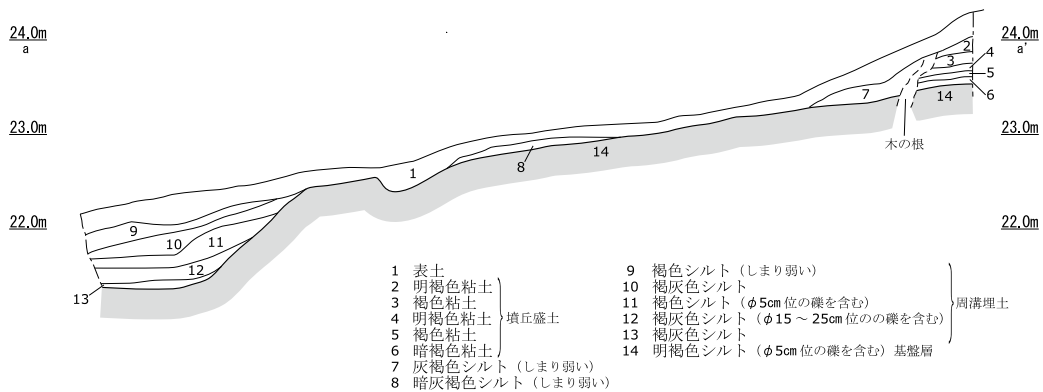 24.0m
a
24.0m
a'
2
4
3
5
7
14
6
23.0m
23.0m
木の根
8
14
1
22.0m
22.0m
9
10
11
12
13
1 表土
2 明褐色粘土
3 褐色粘土
4 明褐色粘土
5 褐色粘土
6 暗褐色粘土
墳丘盛土
7 灰褐色シルト（しまり弱い）
8 暗灰褐色シルト（しまり弱い）
9 褐色シルト（しまり弱い）
10 褐灰色シルト
11 褐色シルト（φ5㎝位の礫を含む）
12 褐灰色シルト（φ15～25㎝位のの礫を含む）
13 褐灰色シルト
周溝埋土
14 明褐色シルト（φ5㎝位の礫を含む）基盤層